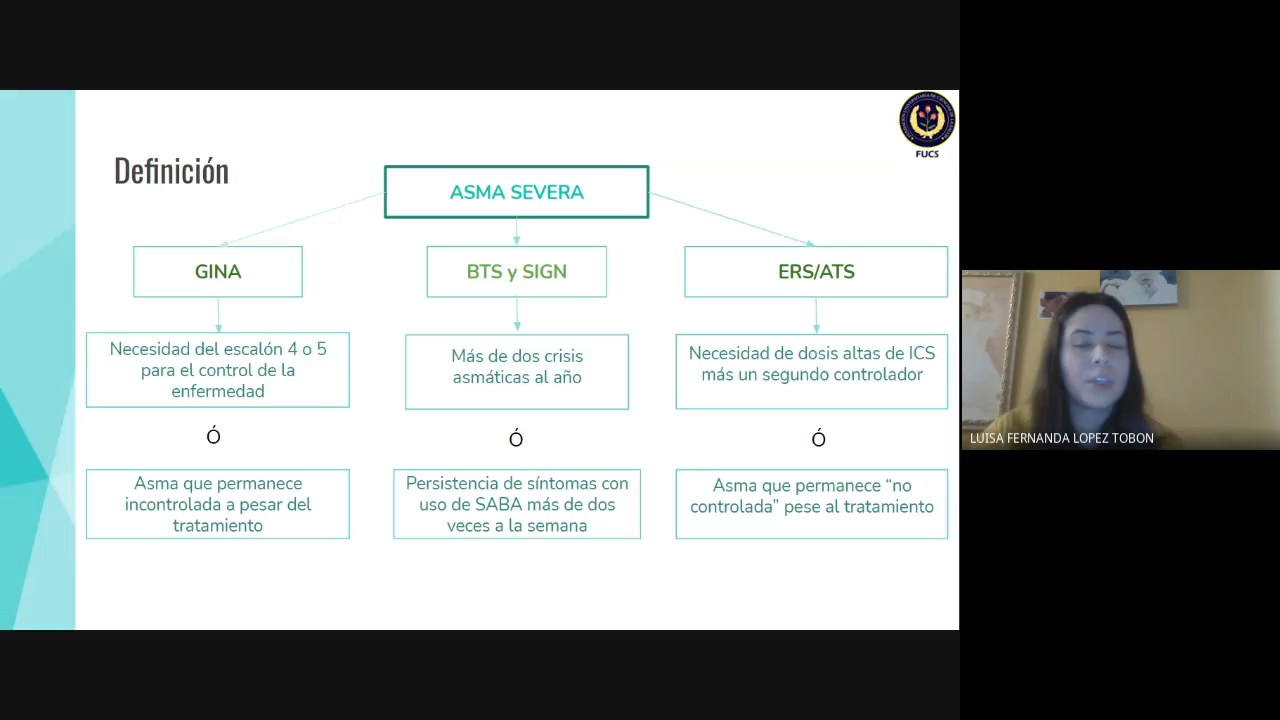 Definición
FUCS
ASMA SEVERA
GINA
BTS y SIGN
ERS/ATS
Necesidad del escalón 4 o 5
para el control de la
enfermedad
Más de dos crisis
asmáticas al año
Necesidad de dosis altas de ICS
más un segundo controlador
Ó
Ó
Ó
Asma que permanece
incontrolada a pesar del
tratamiento
Persistencia de síntomas con
uso de SABA más de dos
veces a la semana
Asma que permanece “no
controlada” pese al tratamiento
LUISA FERNANDA LOPEZ TOBON